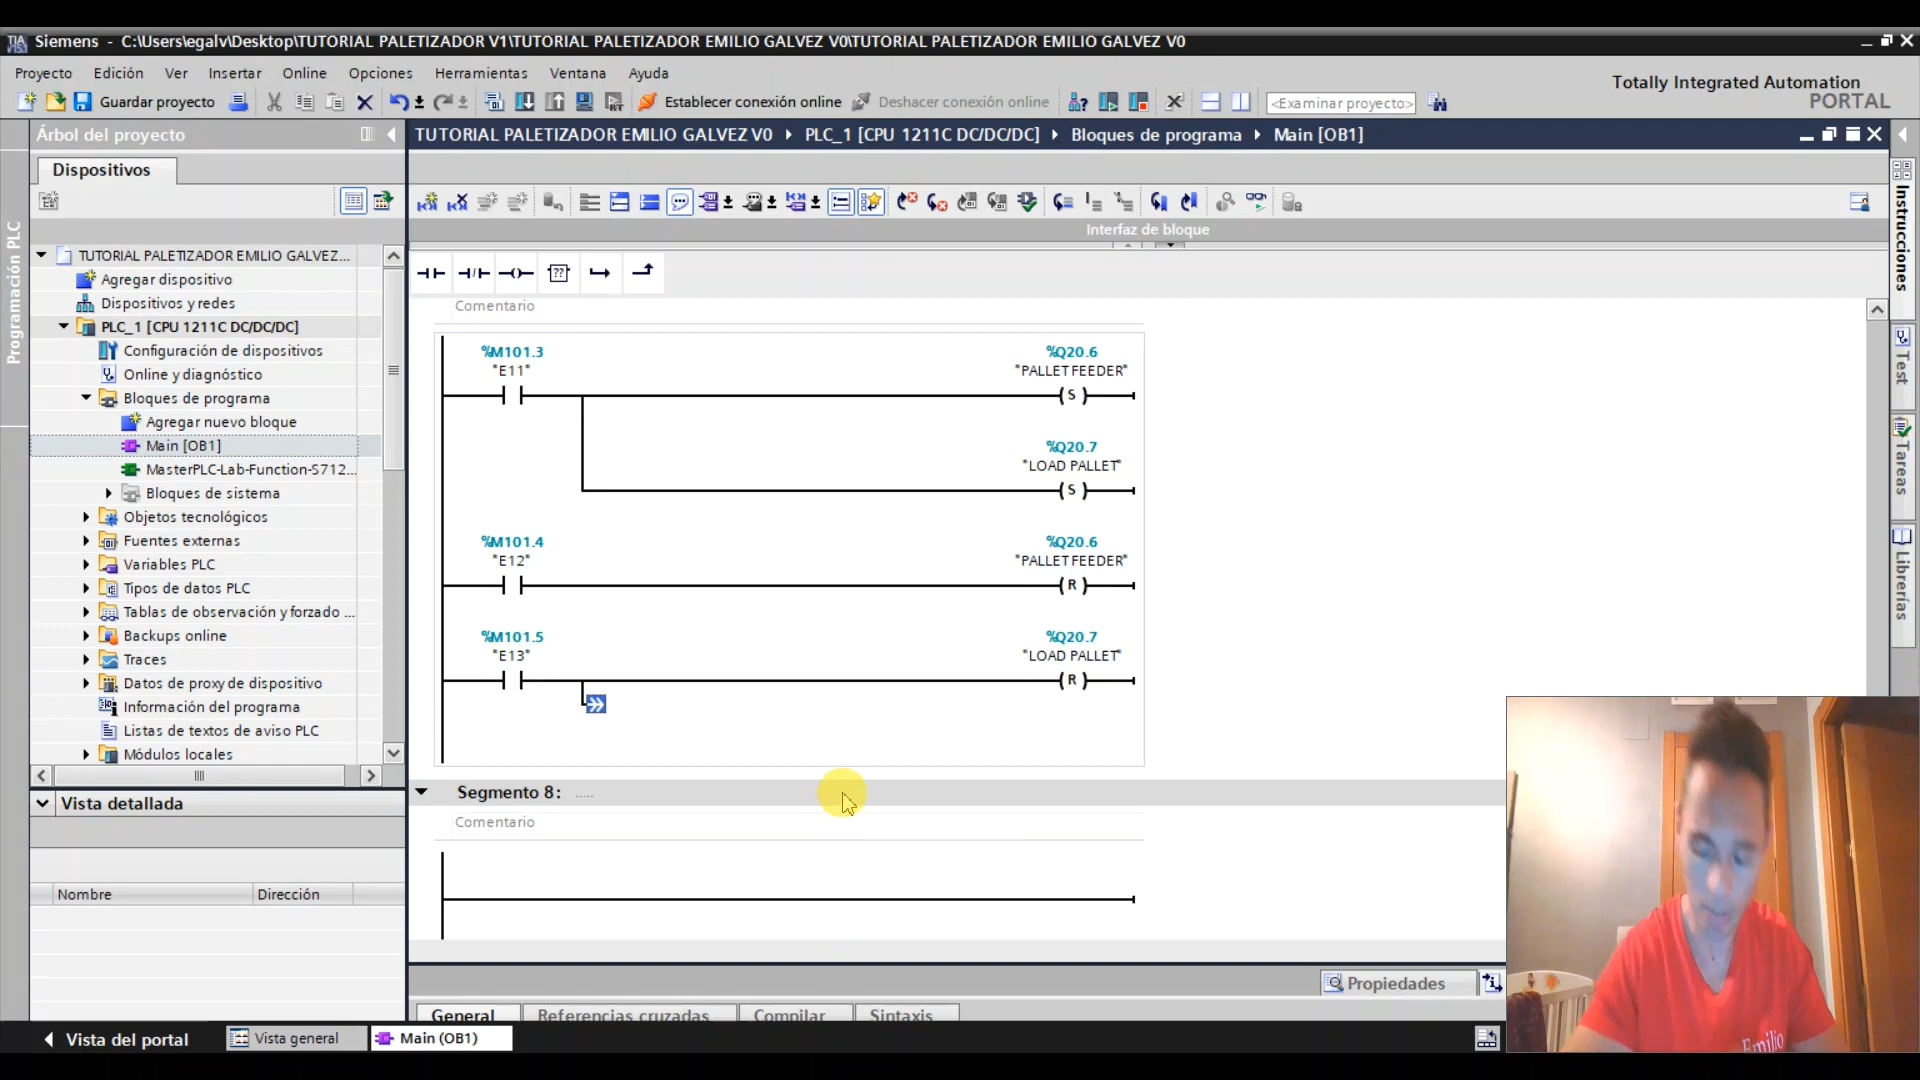 Siemens - C:\Users\egalv\Desktop\TUTORIAL PALETIZADOR V1\TUTORIAL PALETIZADOR EMILIO GALVEZ V0\TUTORIAL PALETIZADOR EMILIO GALVEZ V0
Proyecto Edición Ver Insertar Online Opciones Herramientas Ventana Ayuda
Totally Integrated Automation
PORTAL
Guardar proyecto Establecer conexión online Deshacer conexión online <Examinar proyecto>
Árbol del proyecto
TUTORIAL PALETIZADOR EMILIO GALVEZ V0 PLC_1 [CPU 1211C DC/DC/DC] Bloques de programa Main [OB1]
Dispositivos
Interfaz de bloque
TUTORIAL PALETIZADOR EMILIO GALVEZ...
Agregar dispositivo
Dispositivos y redes
PLC_1 [CPU 1211C DC/DC/DC]
Configuración de dispositivos
Online y diagnóstico
Bloques de programa
Agregar nuevo bloque
Main [OB1]
MasterPLC-Lab-Function-S712...
Bloques de sistema
Objetos tecnológicos
Fuentes externas
Variables PLC
Tipos de datos PLC
Tablas de observación y forzado ...
Backups online
Traces
Datos de proxy de dispositivo
Información del programa
Listas de textos de aviso PLC
Módulos locales
Vista detallada
Nombre Dirección
Programación PLC
??
Comentario
%M101.3
"E11"
%Q20.6
"PALLET FEEDER"
S
%Q20.7
"LOAD PALLET"
S
%M101.4
"E12"
%Q20.6
"PALLET FEEDER"
R
%M101.5
"E13"
%Q20.7
"LOAD PALLET"
R
Segmento 8: .....
Comentario
Propiedades
General Referencias cruzadas Compilar Sintaxis
Instrucciones
Test
Tareas
Librerías
Emilio
Vista del portal Vista general Main (OB1)